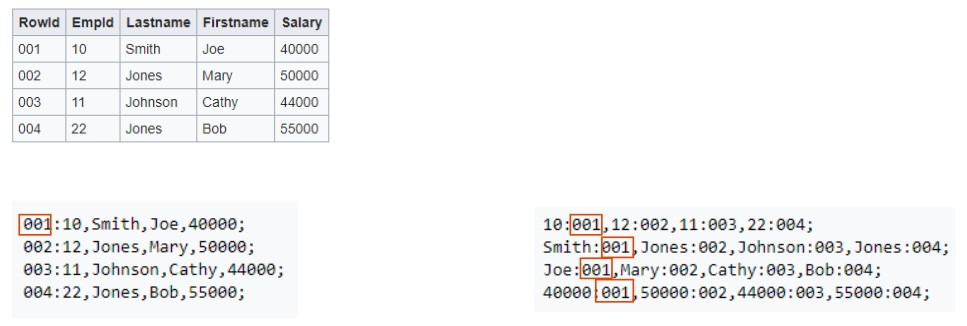 RowId EmpId Lastname Firstname Salary
001 10 Smith Joe 40000
002 12 Jones Mary 50000
003 11 Johnson Cathy 44000
004 22 Jones Bob 55000
001:10,Smith,Joe,40000;
002:12,Jones,Mary,50000;
003:11,Johnson,Cathy,44000;
004:22,Jones,Bob,55000;
10:001,12:002,11:003,22:004;
Smith:001,Jones:002,Johnson:003,Jones:004;
Joe:001,Mary:002,Cathy:003,Bob:004;
40000:001,50000:002,44000:003,55000:004;